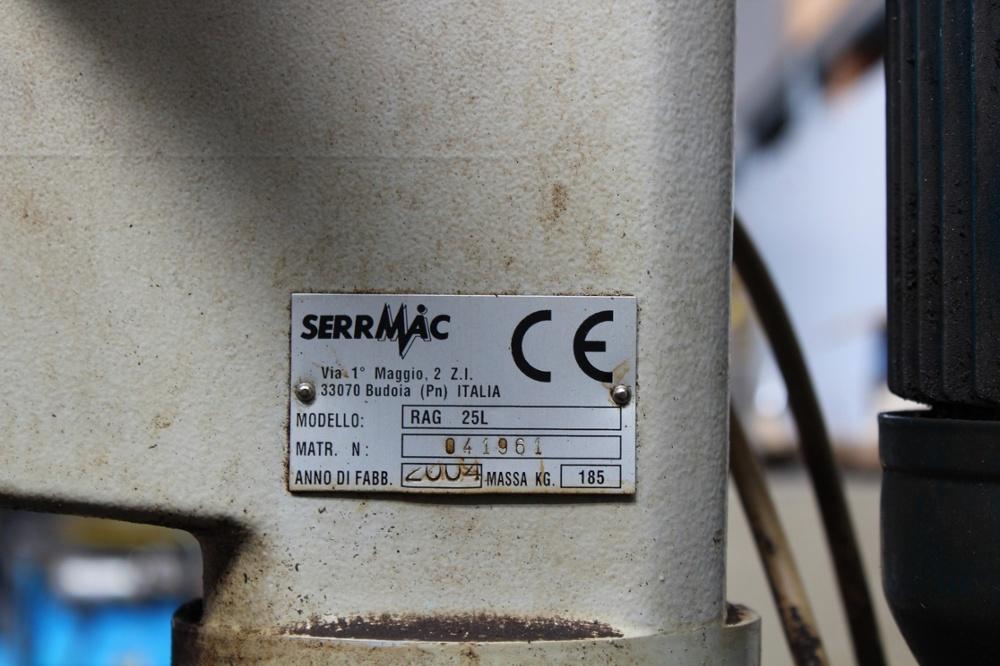 SERRMAC CE
Via 1° Maggio, 2 Z.I.
33070 Budoia (Pn) ITALIA
MODELLO: RAG 25L
MATR. N: 041961
ANNO DI FABB. 2004 MASSA KG. 185